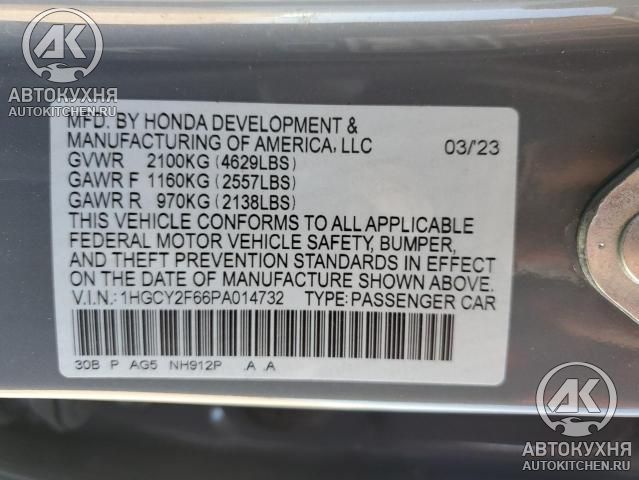 АВТОКУХНЯ
AUTOKITCHEN.RU
MFD. BY HONDA DEVELOPMENT &
MANUFACTURING OF AMERICA, LLC 03/'23
GVWR 2100KG (4629LBS)
GAWR F 1160KG (2557LBS)
GAWR R 970KG (2138LBS)
THIS VEHICLE CONFORMS TO ALL APPLICABLE
FEDERAL MOTOR VEHICLE SAFETY, BUMPER,
AND THEFT PREVENTION STANDARDS IN EFFECT
ON THE DATE OF MANUFACTURE SHOWN ABOVE.
V.I.N.: 1HGCY2F66PA014732 TYPE: PASSENGER CAR
30B P AG5 NH912P .A .A
АК
АВТОКУХНЯ
AUTOKITCHEN.RU